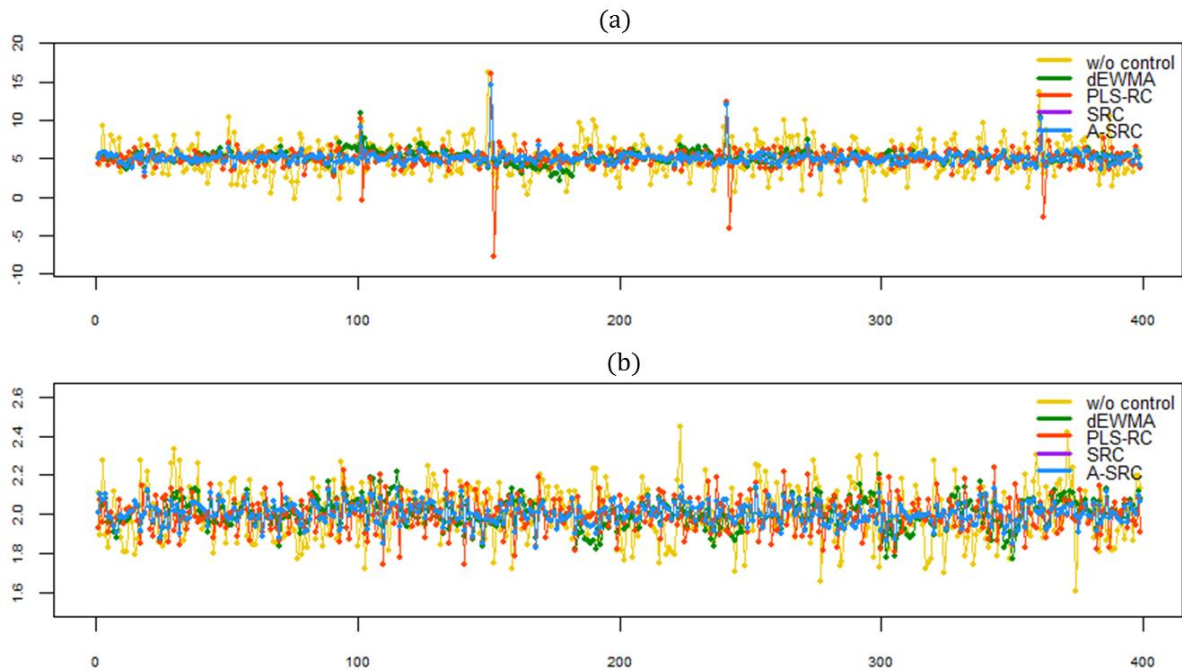 (a)
20
15
10
5
0
-5
-10
w/o control
dEWMA
PLS-RC
SRC
A-SRC
0 100 200 300 400
(b)
2.6
2.4
2.2
2.0
1.8
1.6
w/o control
dEWMA
PLS-RC
SRC
A-SRC
0 100 200 300 400